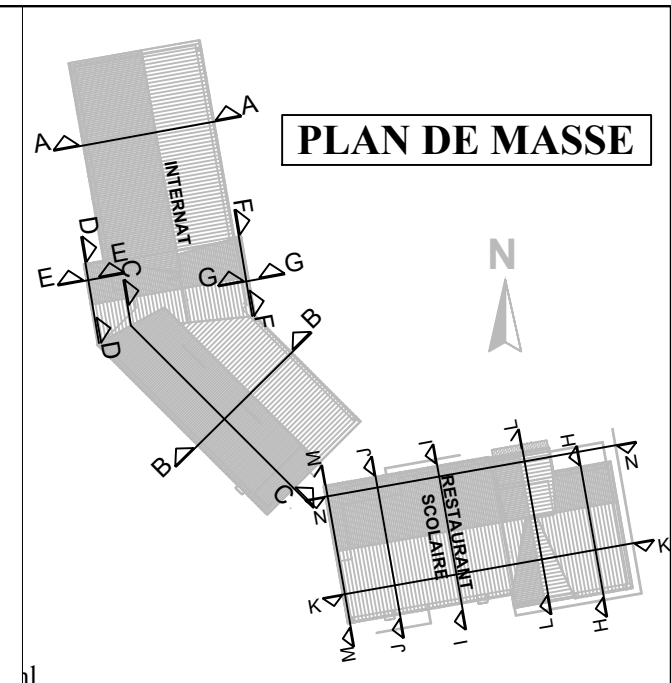 PLAN DE MASSE
A
A
INTERNAT
D
F
E
E
C
G
G
N
D
F
B
B
C
M
J
I
L
H
N
N
RESTAURANT
SCOLAIRE
K
K
M
J
I
L
H